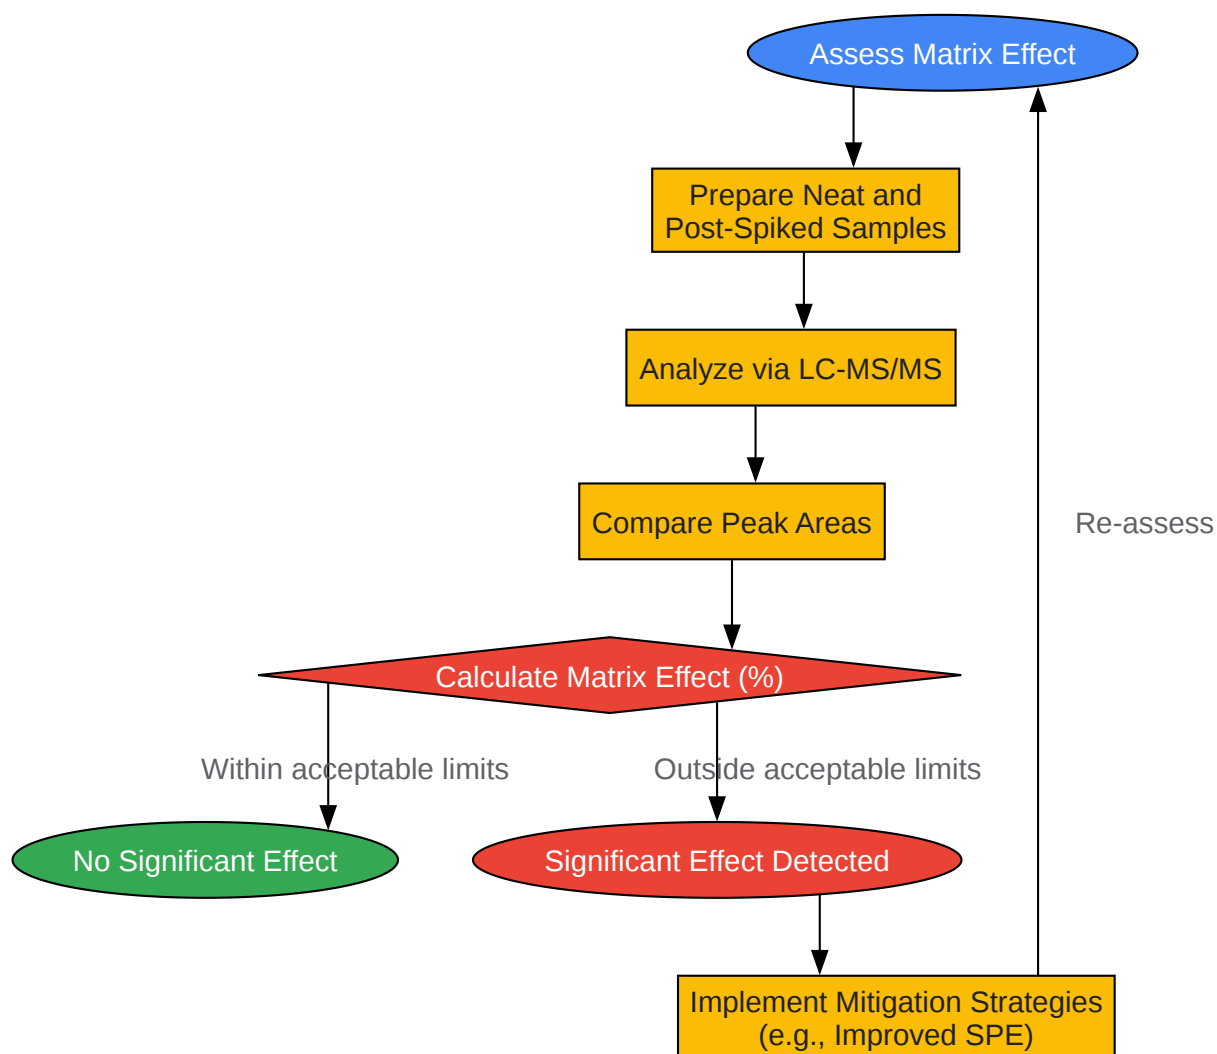 Assess Matrix Effect
Prepare Neat and
Post-Spiked Samples
Analyze via LC-MS/MS
Compare Peak Areas
Re-assess
Calculate Matrix Effect (%)
Within acceptable limits
Outside acceptable limits
No Significant Effect
Significant Effect Detected
Implement Mitigation Strategies
(e.g., Improved SPE)